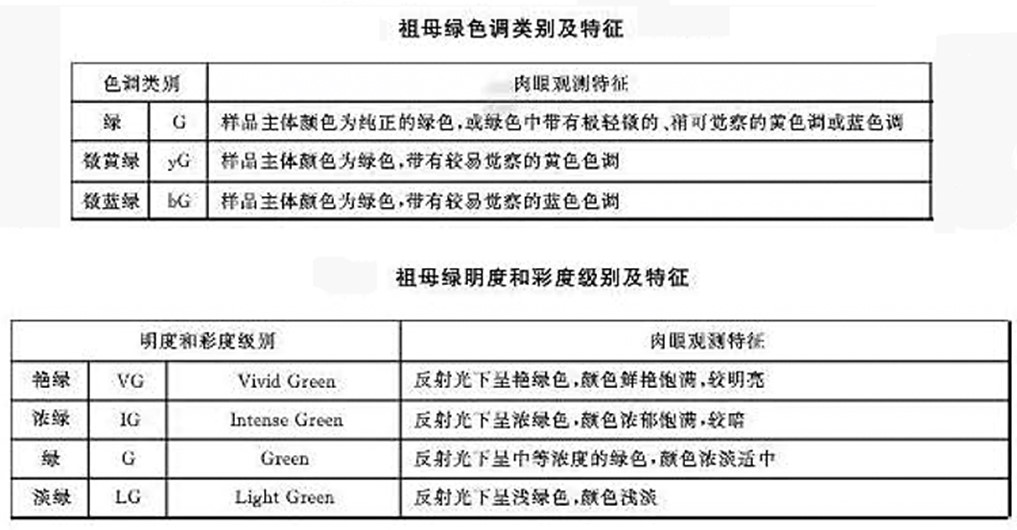 祖母绿色调类别及特征
色调类别 肉眼观测特征
绿 G 样品主体颜色为纯正的绿色，或绿色中带有极轻微的、稍可觉察的黄色调或蓝色调
微黄绿 yG 样品主体颜色为绿色，带有较易觉察的黄色色调
微蓝绿 bG 样品主体颜色为绿色，带有较易觉察的蓝色色调
祖母绿明度和彩度级别及特征
明度和彩度级别 肉眼观测特征
艳绿 VG Vivid Green 反射光下呈艳绿色，颜色鲜艳饱满，较明亮
浓绿 IG Intense Green 反射光下呈浓绿色，颜色浓郁饱满，较暗
绿 G Green 反射光下呈中等浓度的绿色，颜色浓淡适中
淡绿 LG Light Green 反射光下呈浅绿色，颜色浅淡